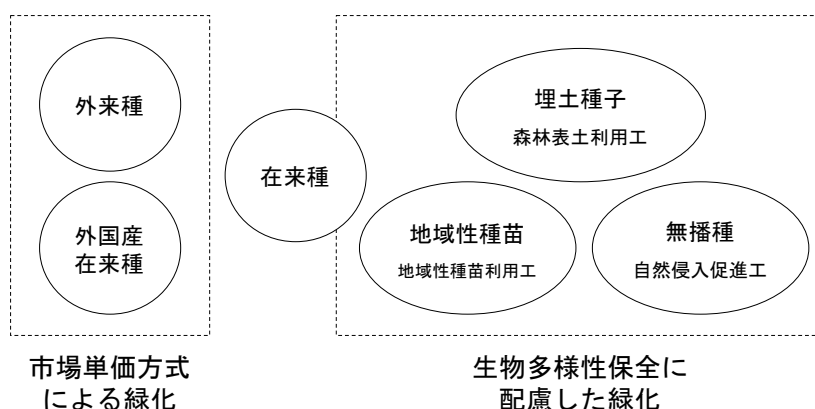 外来種
外国産
在来種
市場単価方式
による緑化
在来種
埋土種子
森林表土利用工
地域性種苗
地域性種苗利用工
無播種
自然侵入促進工
生物多様性保全に
配慮した緑化